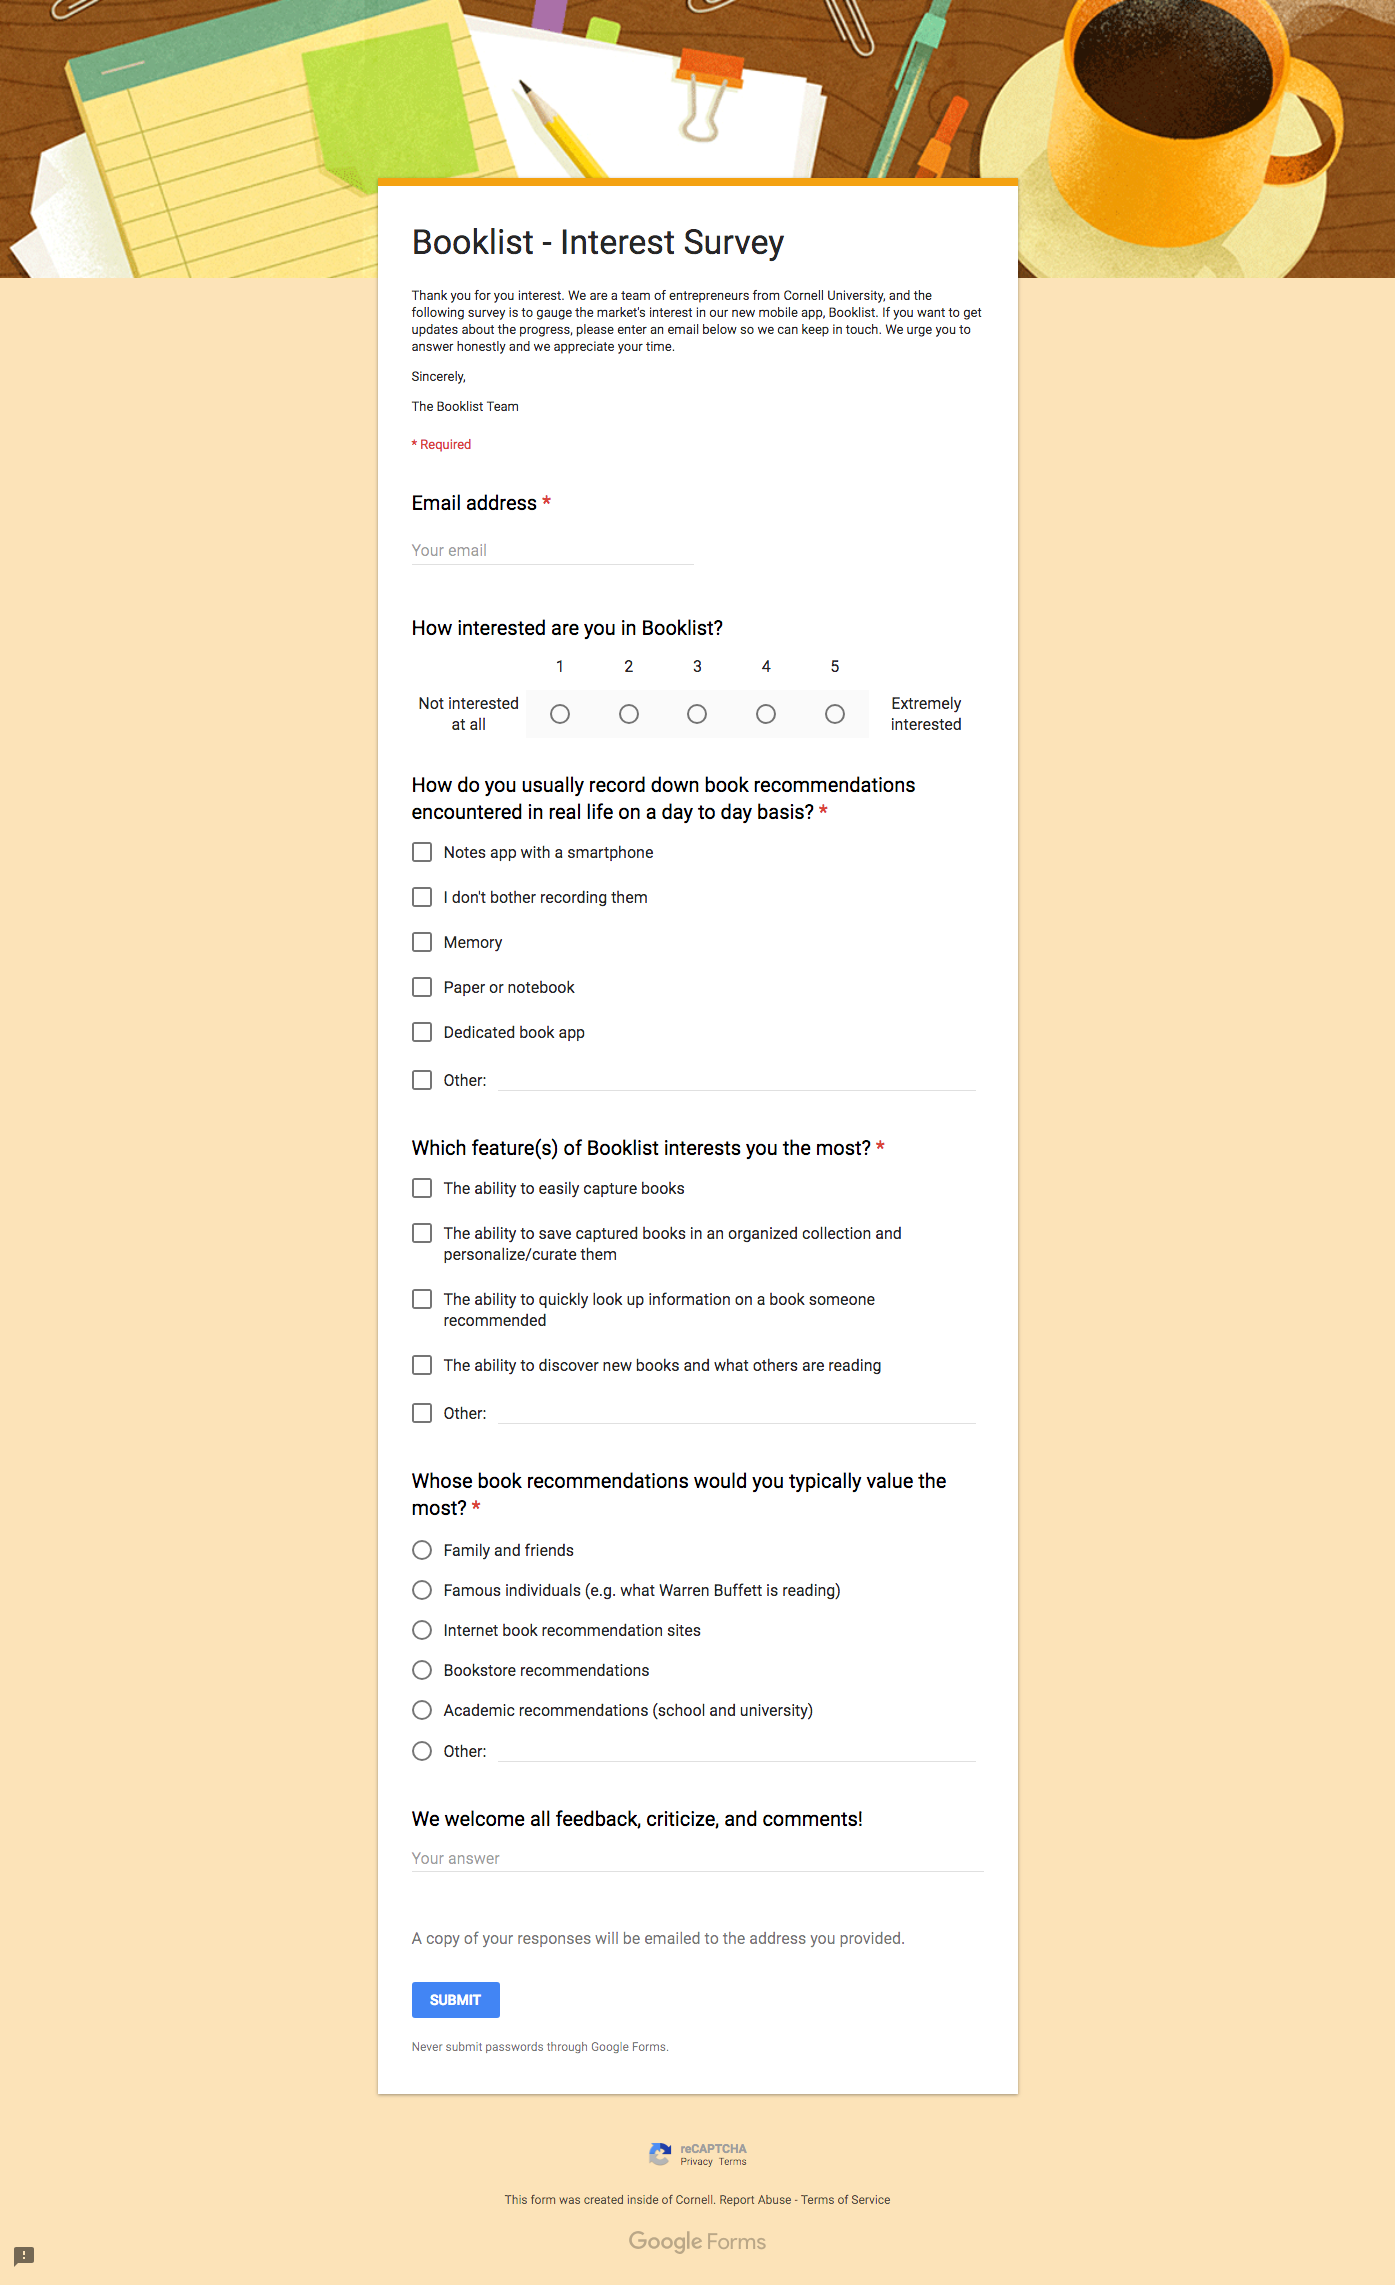 Booklist - Interest Survey
Thank you for you interest. We are a team of entrepreneurs from Cornell University, and the
following survey is to gauge the market's interest in our new mobile app, Booklist. If you want to get
updates about the progress, please enter an email below so we can keep in touch. We urge you to
answer honestly and we appreciate your time.
Sincerely,
The Booklist Team
* Required
Email address *
Your email
How interested are you in Booklist?
1 2 3 4 5
Not interested
at all
Extremely
interested
How do you usually record down book recommendations
encountered in real life on a day to day basis? *
Notes app with a smartphone
I don't bother recording them
Memory
Paper or notebook
Dedicated book app
Other:
Which feature(s) of Booklist interests you the most? *
The ability to easily capture books
The ability to save captured books in an organized collection and
personalize/curate them
The ability to quickly look up information on a book someone
recommended
The ability to discover new books and what others are reading
Other:
Whose book recommendations would you typically value the
most? *
Family and friends
Famous individuals (e.g. what Warren Buffett is reading)
Internet book recommendation sites
Bookstore recommendations
Academic recommendations (school and university)
Other:
We welcome all feedback, criticize, and comments!
Your answer
A copy of your responses will be emailed to the address you provided.
SUBMIT
Never submit passwords through Google Forms.
reCAPTCHA
Privacy Terms
This form was created inside of Cornell. Report Abuse - Terms of Service
Google Forms